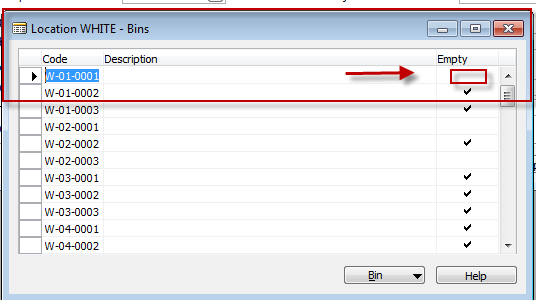 Location WHITE - Bins
Code Description Empty
W-01-0001
W-01-0002
W-01-0003
W-02-0001
W-02-0002
W-02-0003
W-03-0001
W-03-0002
W-03-0003
W-04-0001
W-04-0002
Bin Help